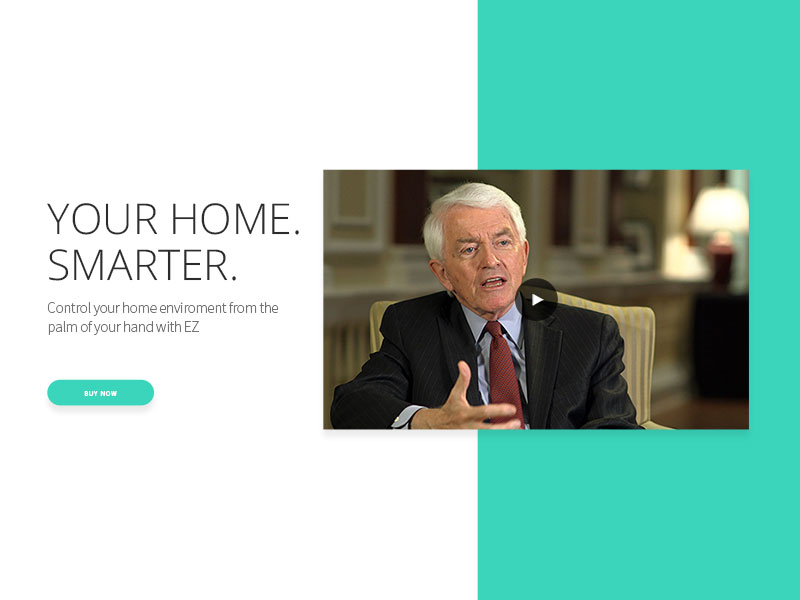 YOUR HOME.
SMARTER.
Control your home enviroment from the
palm of your hand with EZ
BUY NOW